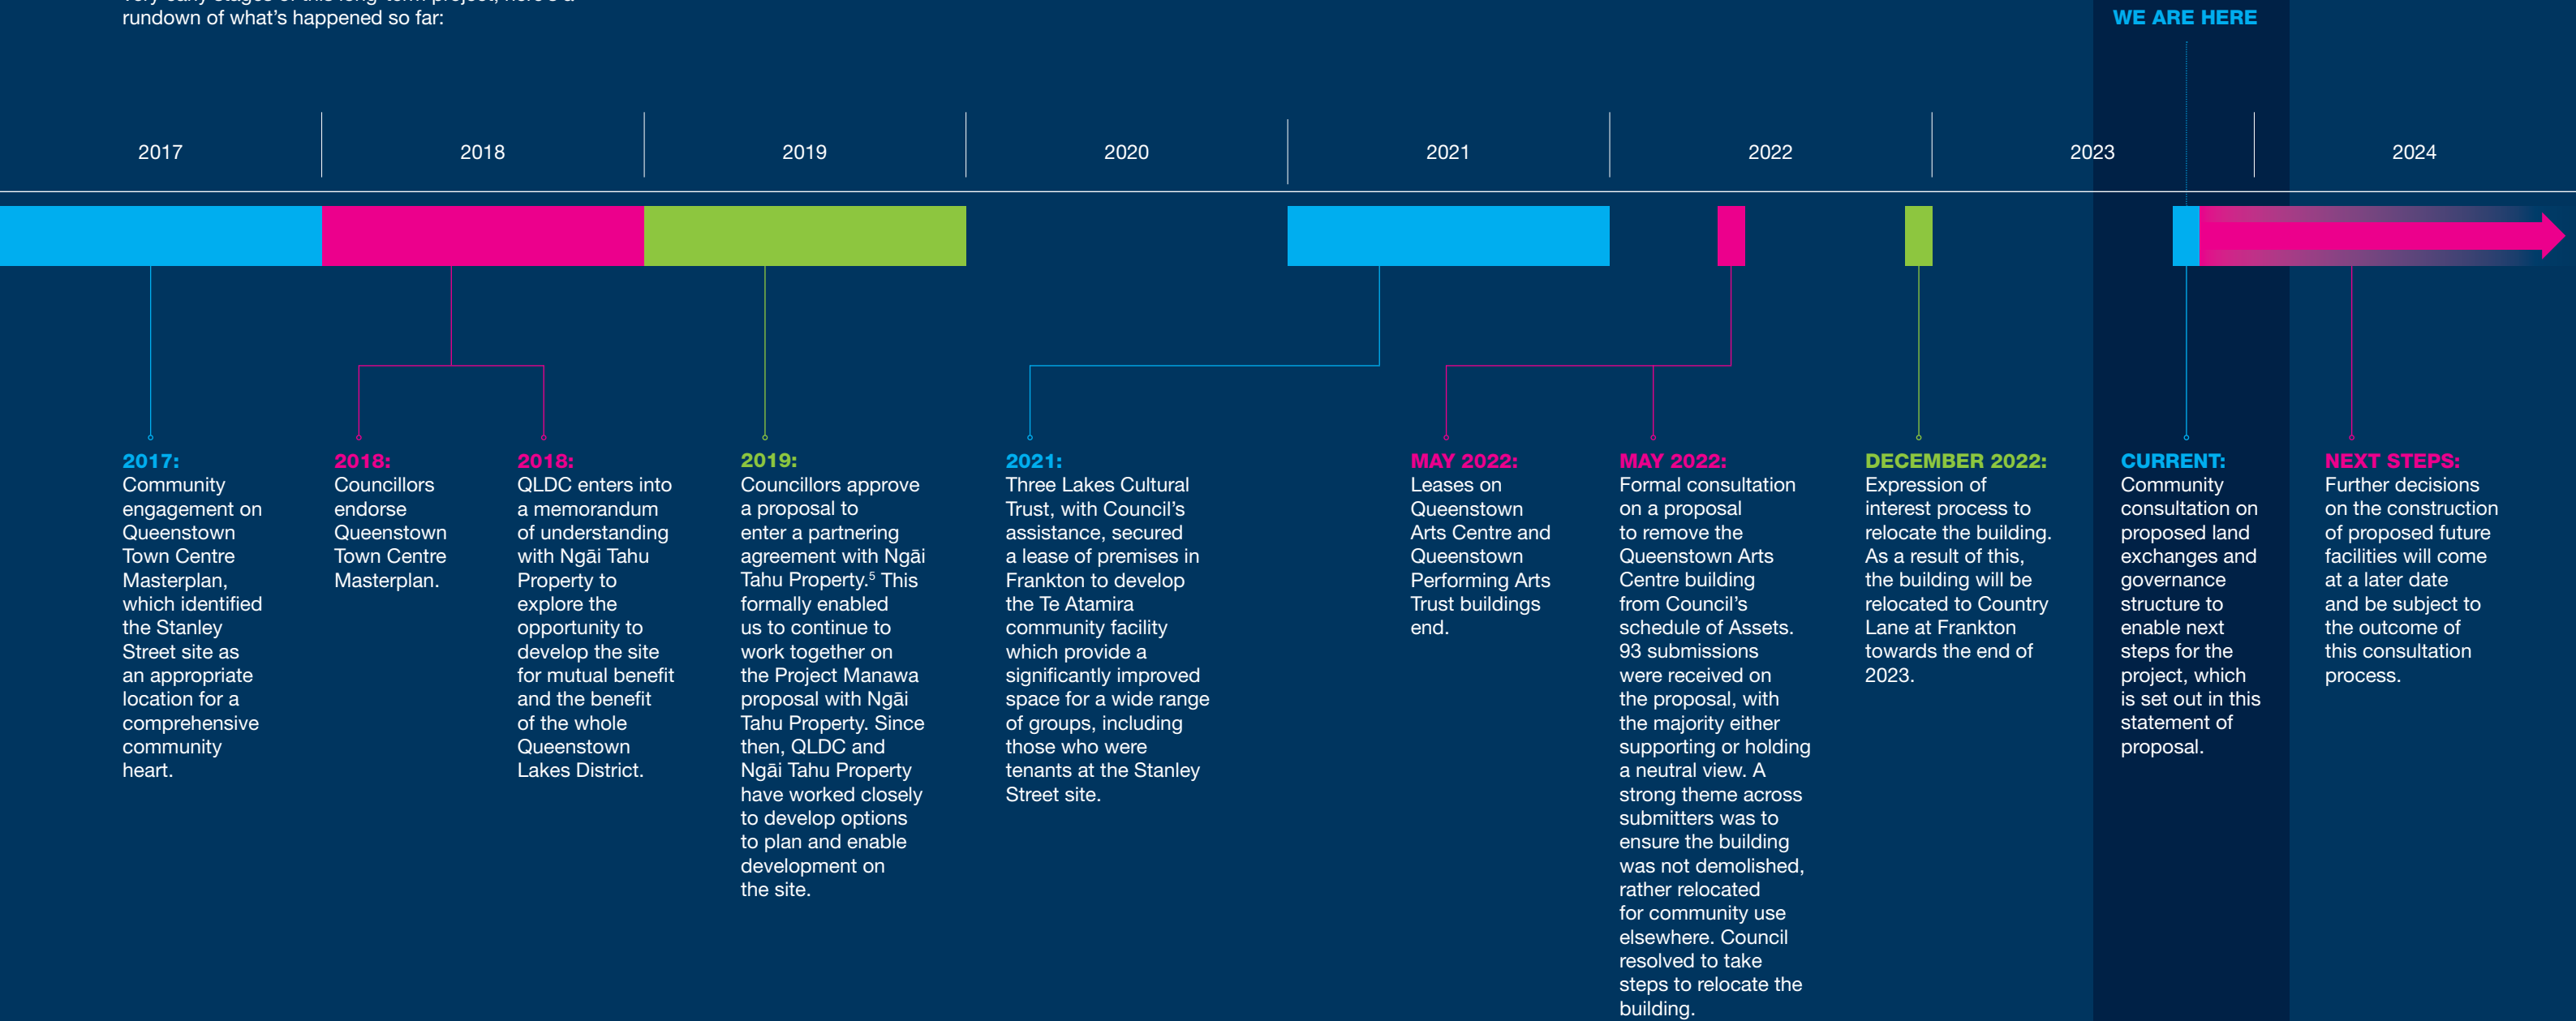 very early stages of this long-term project, here's a
rundown of what's happened so far:
WE ARE HERE
2017
2018
2019
2020
2021
2022
2023
2024
2017:
Community
engagement on
Queenstown
Town Centre
Masterplan,
which identified
the Stanley
Street site as
an appropriate
location for a
comprehensive
community
heart.
2018:
Councillors
endorse
Queenstown
Town Centre
Masterplan.
2018:
QLDC enters into
a memorandum
of understanding
with Ngāi Tahu
Property to
explore the
opportunity to
develop the site
for mutual benefit
and the benefit
of the whole
Queenstown
Lakes District.
2019:
Councillors approve
a proposal to
enter a partnering
agreement with Ngāi
Tahu Property.⁵ This
formally enabled
us to continue to
work together on
the Project Manawa
proposal with Ngāi
Tahu Property. Since
then, QLDC and
Ngāi Tahu Property
have worked closely
to develop options
to plan and enable
development on
the site.
2021:
Three Lakes Cultural
Trust, with Council's
assistance, secured
a lease of premises in
Frankton to develop
the Te Atamira
community facility
which provide a
significantly improved
space for a wide range
of groups, including
those who were
tenants at the Stanley
Street site.
MAY 2022:
Leases on
Queenstown
Arts Centre and
Queenstown
Performing Arts
Trust buildings
end.
MAY 2022:
Formal consultation
on a proposal
to remove the
Queenstown Arts
Centre building
from Council's
schedule of Assets.
93 submissions
were received on
the proposal, with
the majority either
supporting or holding
a neutral view. A
strong theme across
submitters was to
ensure the building
was not demolished,
rather relocated
for community use
elsewhere. Council
resolved to take
steps to relocate the
building.
DECEMBER 2022:
Expression of
interest process to
relocate the building.
As a result of this,
the building will be
relocated to Country
Lane at Frankton
towards the end of
2023.
CURRENT:
Community
consultation on
proposed land
exchanges and
governance
structure to
enable next
steps for the
project, which
is set out in this
statement of
proposal.
NEXT STEPS:
Further decisions
on the construction
of proposed future
facilities will come
at a later date
and be subject to
the outcome of
this consultation
process.